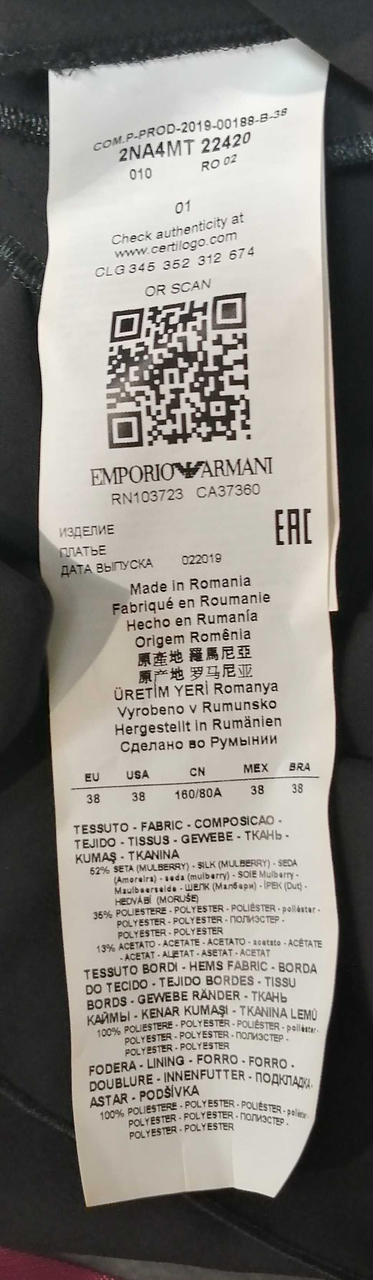 COM.P-PROD-2019-00188-B-38
2NA4MT 22420
010 RO 02
01
Check authenticity at
www.certilogo.com
CLG 345 352 312 674
OR SCAN
EMPORIO ARMANI
RN103723 CA37360
EAC
ИЗДЕЛИЕ
ПЛАТЬЕ
ДАТА ВЫПУСКА 022019
Made in Romania
Fabriqué en Roumanie
Hecho en Rumanía
Origem Romênia
原產地 羅馬尼亞
原产地 罗马尼亚
ÜRETİM YERİ Romanya
Vyrobeno v Rumunsko
Hergestellt in Rumänien
Сделано во Румынии
EU USA CN MEX BRA
38 38 160/80A 38 38
TESSUTO - FABRIC - COMPOSICAO -
TEJIDO - TISSUS - GEWEBE - ТКАНЬ -
KUMAŞ - TKANINA
52% SETA (MULBERRY) - SILK (MULBERRY) - SEDA
(Amoreira) - seda (mulberry) - SOIE Mulberry -
Maulbeerseide - ШЕЛК (Малбери) - İPEK (Dut) -
HEDVÁBÍ (MORUŠE)
35% POLIESTERE - POLYESTER - POLIÉSTER - poliéster -
POLYESTER - POLYESTER - ПОЛИЭСТЕР -
POLYESTER - POLYESTER
13% ACETATO - ACETATE - ACETATO - acetato - ACÉTATE
- ACETAT - АЦЕТАТ - ASETAT - ACETAT
TESSUTO BORDI - HEMS FABRIC - BORDA
DO TECIDO - TEJIDO BORDES - TISSU
BORDS - GEWEBE RÄNDER - ТКАНЬ
КАЙМЫ - KENAR KUMAŞI - TKANINA LEMŮ
100% POLIESTERE - POLYESTER - POLIÉSTER - poliéster-
POLYESTER - POLYESTER - ПОЛИЭСТЕР -
POLYESTER - POLYESTER
FODERA - LINING - FORRO - FORRO -
DOUBLURE - INNENFUTTER - ПОДКЛАДКА-
ASTAR - PODŠÍVKA
100% POLIESTERE - POLYESTER - POLIÉSTER - poliéster-
POLYESTER - POLYESTER - ПОЛИЭСТЕР -
POLYESTER - POLYESTER